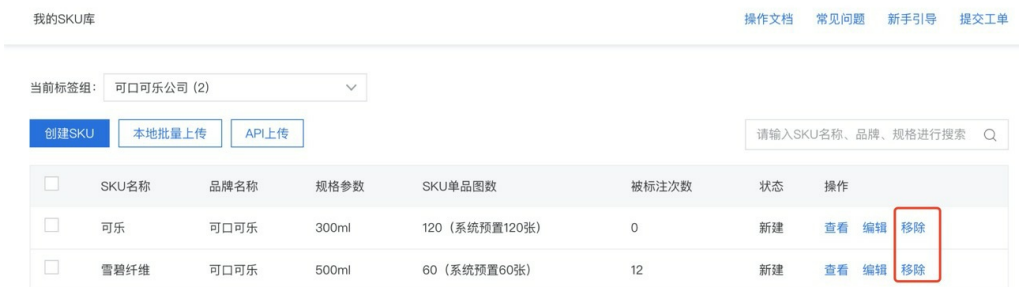 我的SKU库 操作文档 常见问题 新手引导 提交工单
当前标签组： 可口可乐公司 (2)
创建SKU 本地批量上传 API上传 请输入SKU名称、品牌、规格进行搜索
SKU名称 品牌名称 规格参数 SKU单品图数 被标注次数 状态 操作
可乐 可口可乐 300ml 120（系统预置120张） 0 新建 查看 编辑 移除
雪碧纤维 可口可乐 500ml 60（系统预置60张） 12 新建 查看 编辑 移除